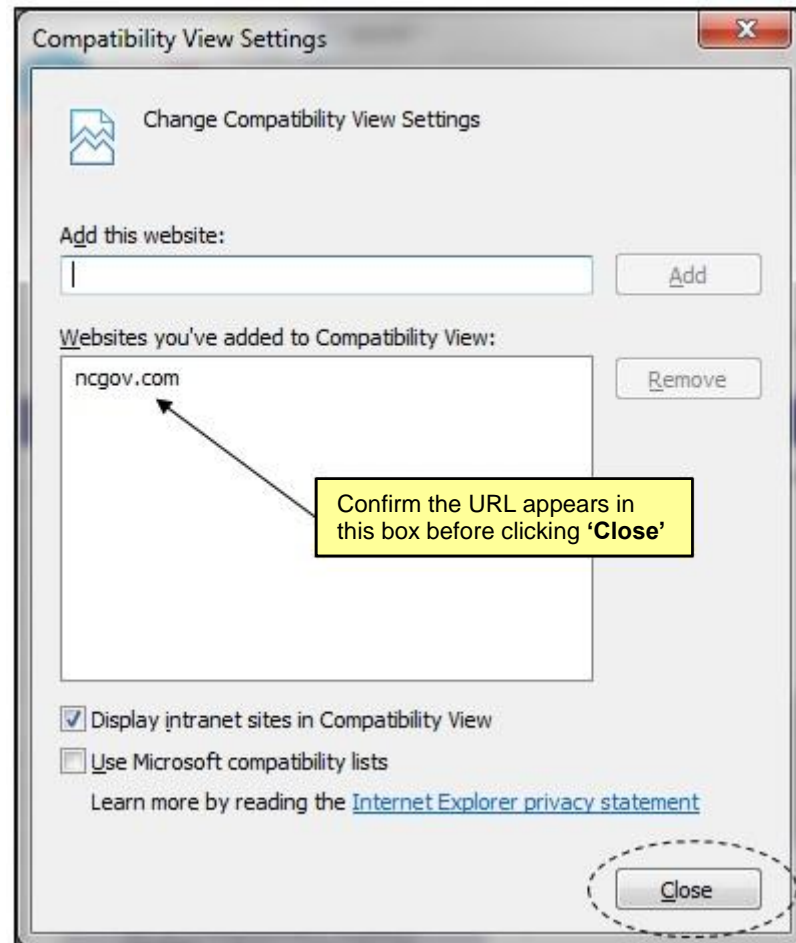 Compatibility View Settings
Change Compatibility View Settings
Add this website:
Add
Websites you've added to Compatibility View:
ncgov.com
Remove
Confirm the URL appears in
this box before clicking ‘Close’
Display intranet sites in Compatibility View
Use Microsoft compatibility lists
Learn more by reading the Internet Explorer privacy statement
Close